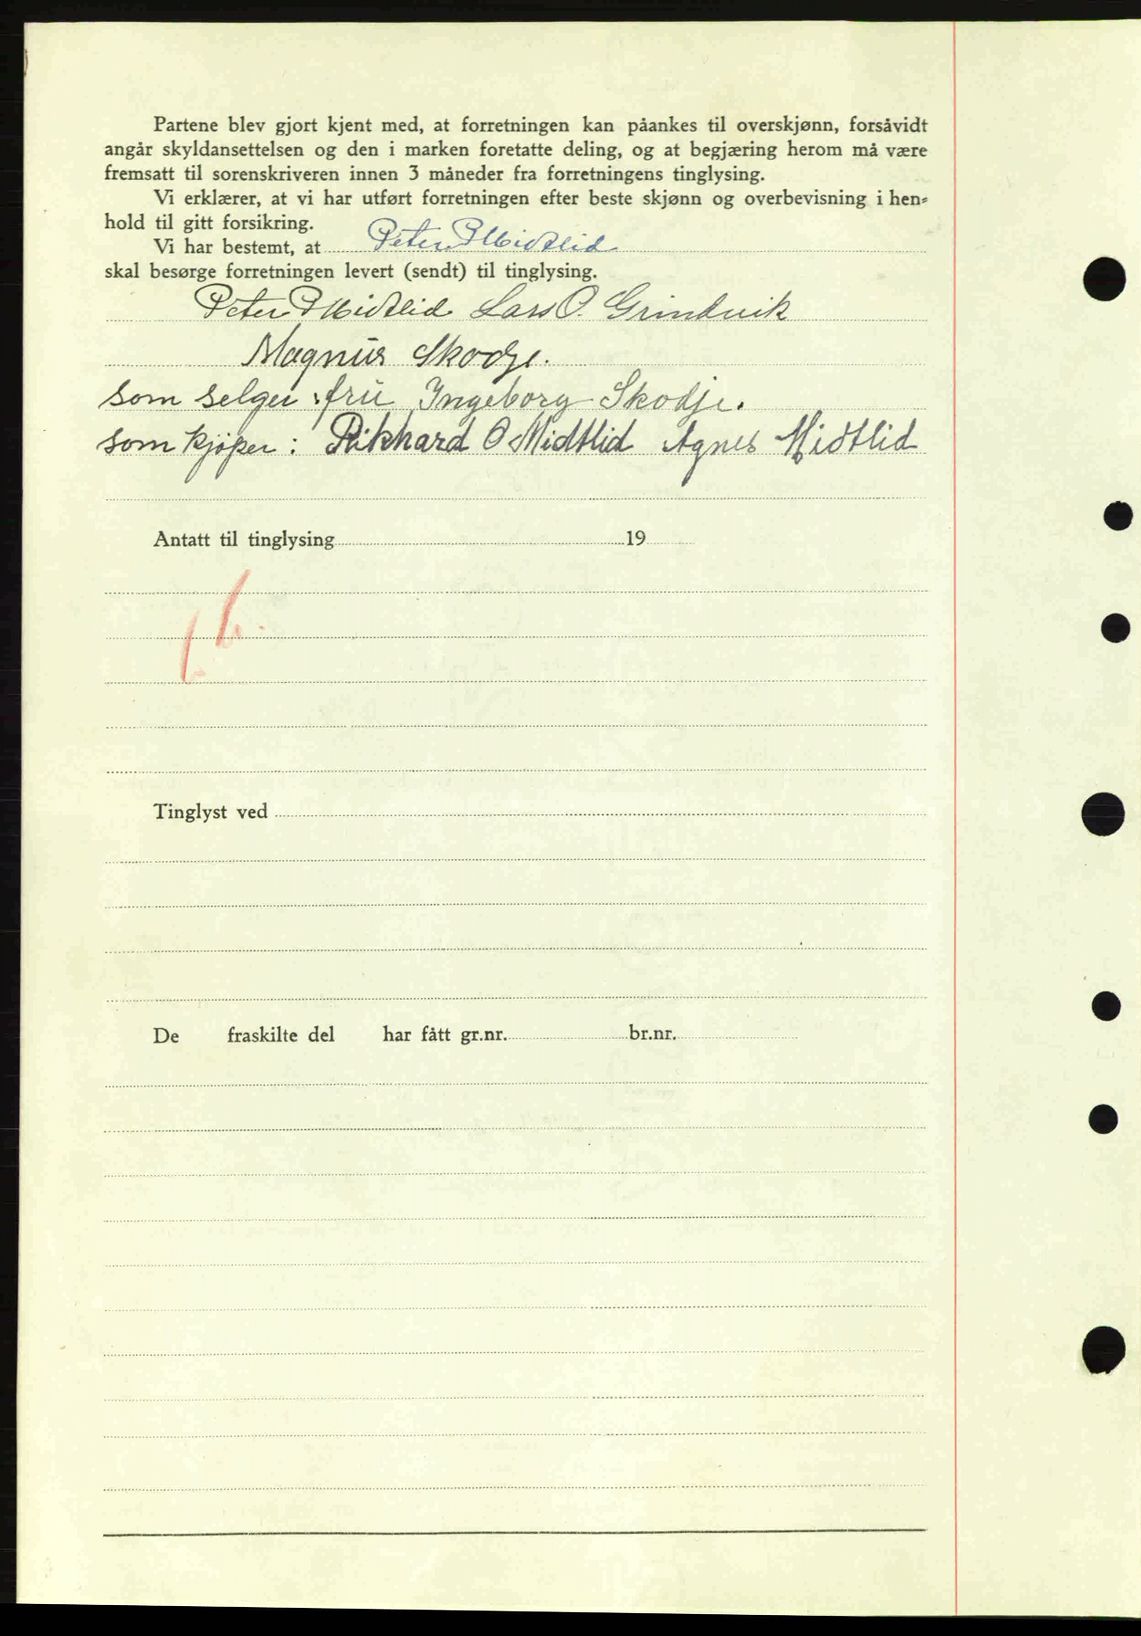 Partene blev gjort kjent med, at forretningen kan påankes til overskjønn, forsåvidt
angår skyldansettelsen og den i marken foretatte deling, og at begjæring herom må være
fremsatt til sorenskriveren innen 3 måneder fra forretningens tinglysing.
Vi erklærer, at vi har utført forretningen efter beste skjønn og overbevisning i hen=
hold til gitt forsikring.
Vi har bestemt, at Peter P Midtlid
skal besørge forretningen levert (sendt) til tinglysing.
Peter P Midtlid Lars O. Grindvik
Magnus Skodje.
som selger : fru Ingeborg Skodje.
som kjøper : Rikhard O Midtlid Agnes Midtlid
Antatt til tinglysing 19
Tinglyst ved
De fraskilte del har fått gr.nr. br.nr.